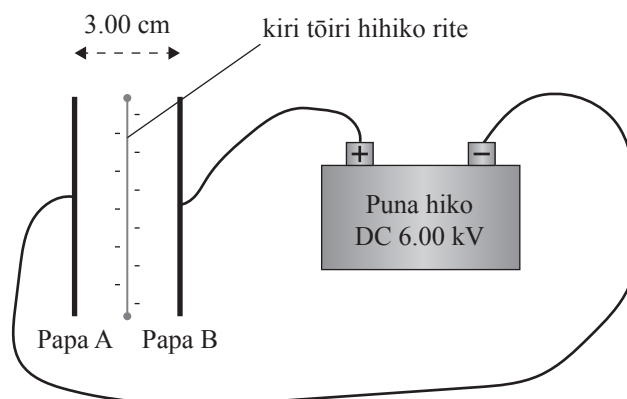 3.00 cm
kiri tōiri hihiko rite
+
−
Puna hiko
DC 6.00 kV
Papa A
Papa B